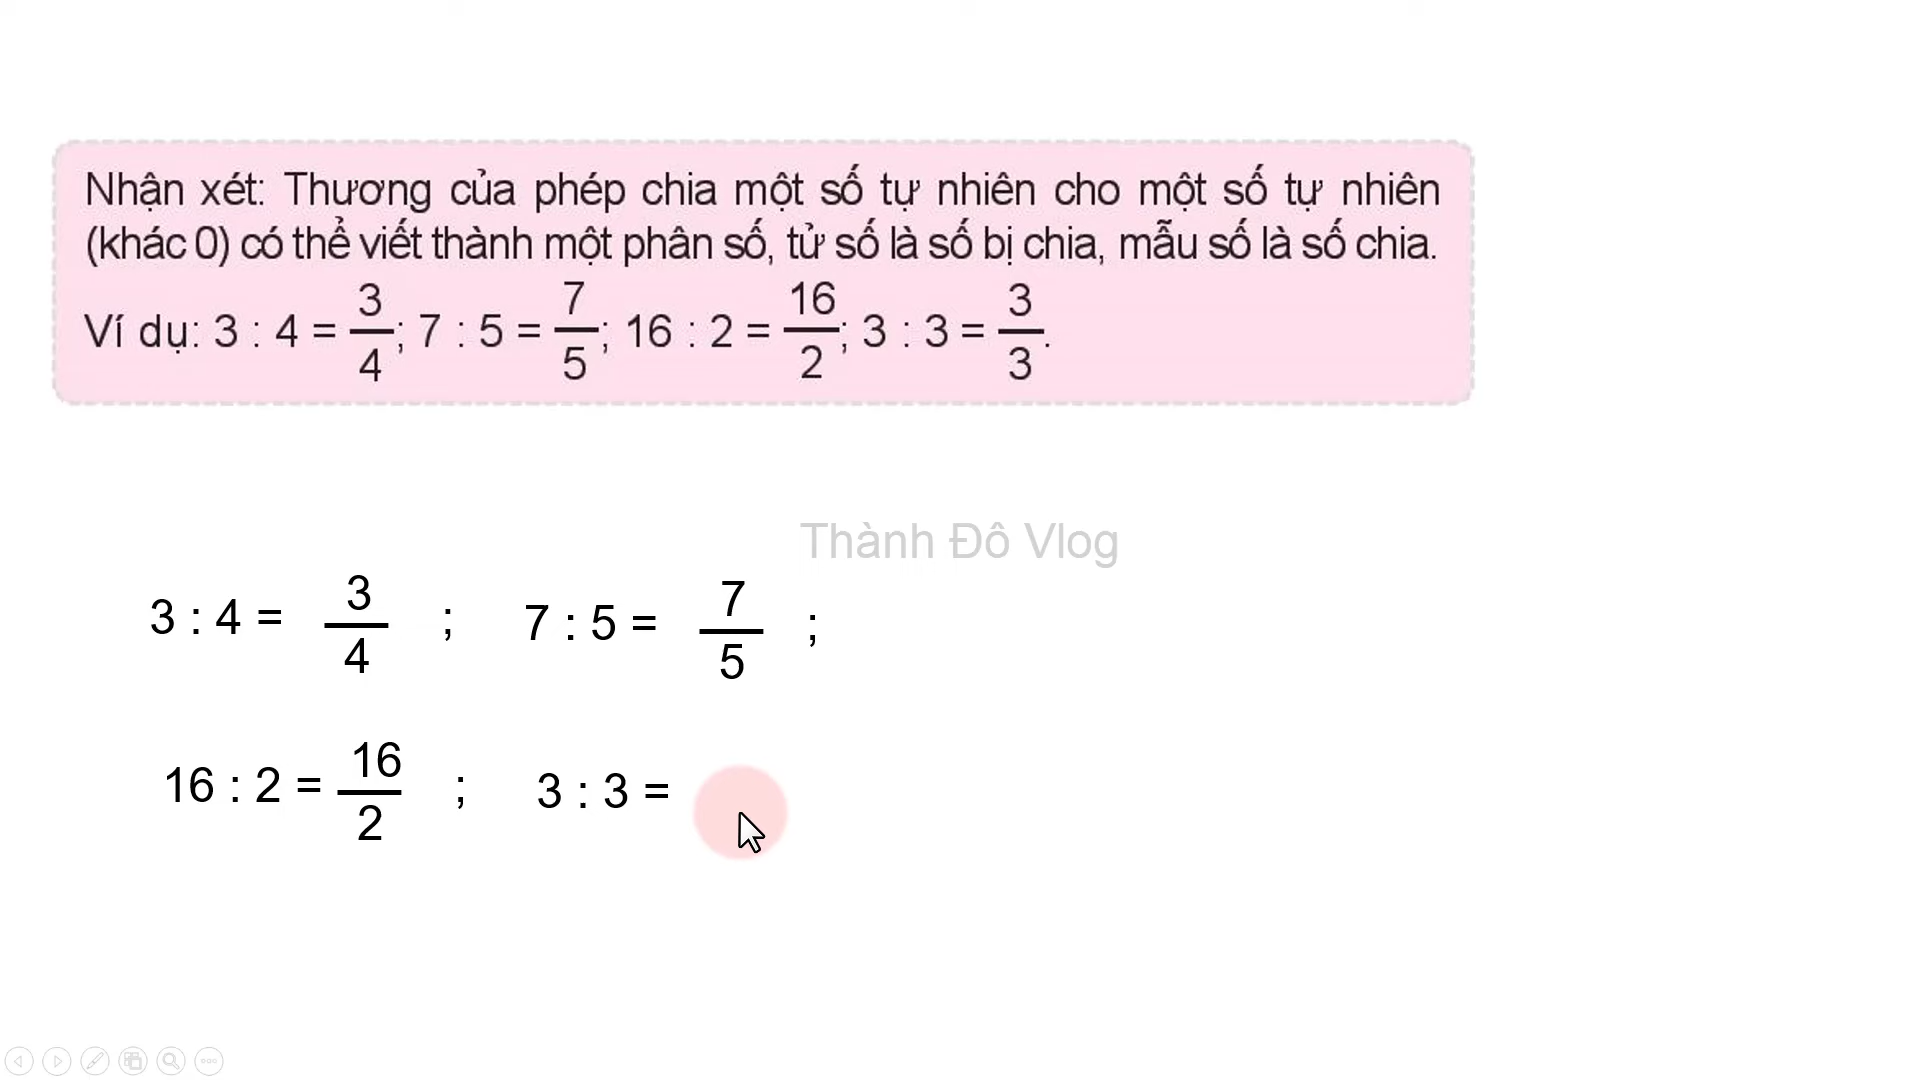 Nhận xét: Thương của phép chia một số tự nhiên cho một số tự nhiên
(khác 0) có thể viết thành một phân số, tử số là số bị chia, mẫu số là số chia.
Ví dụ: 3 : 4 = 3/4; 7 : 5 = 7/5; 16 : 2 = 16/2; 3 : 3 = 3/3.
Thành Đô Vlog
3 : 4 = 3/4 ; 7 : 5 = 7/5 ;
16 : 2 = 16/2 ; 3 : 3 =